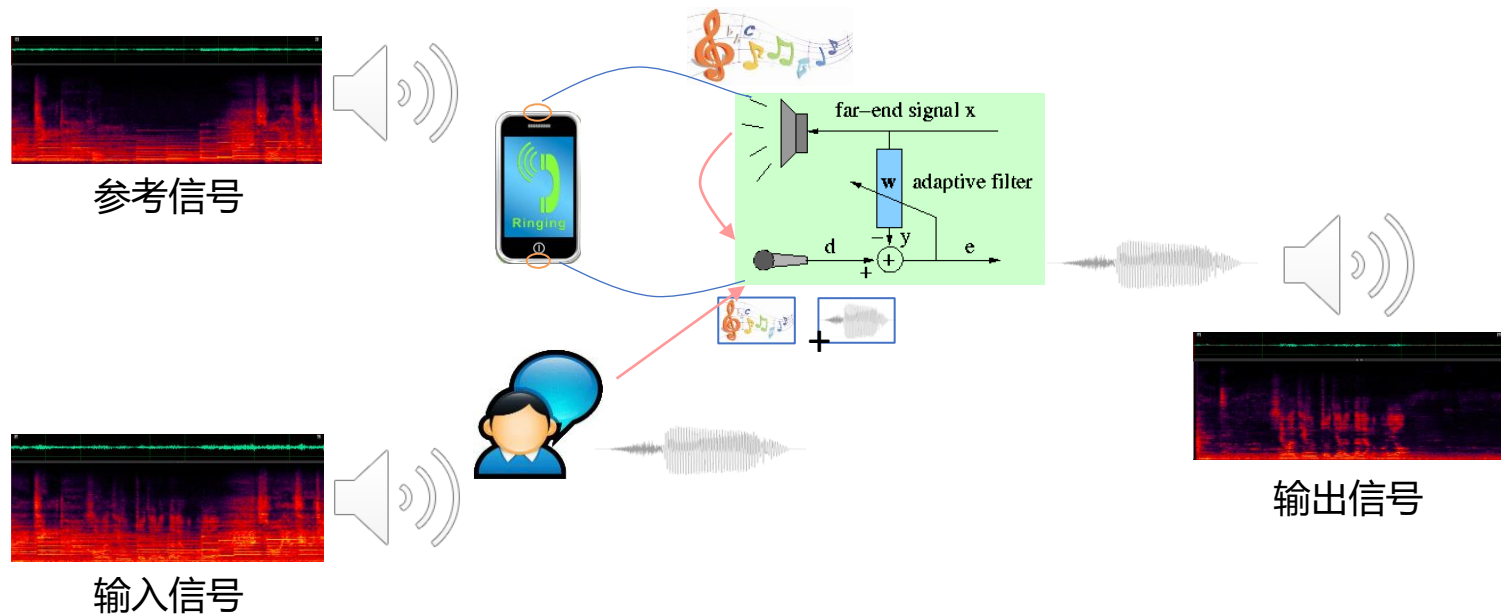 far-end signal x
参考信号
w adaptive filter
Ringing
− y
d
e
+
+
+
输出信号
输入信号